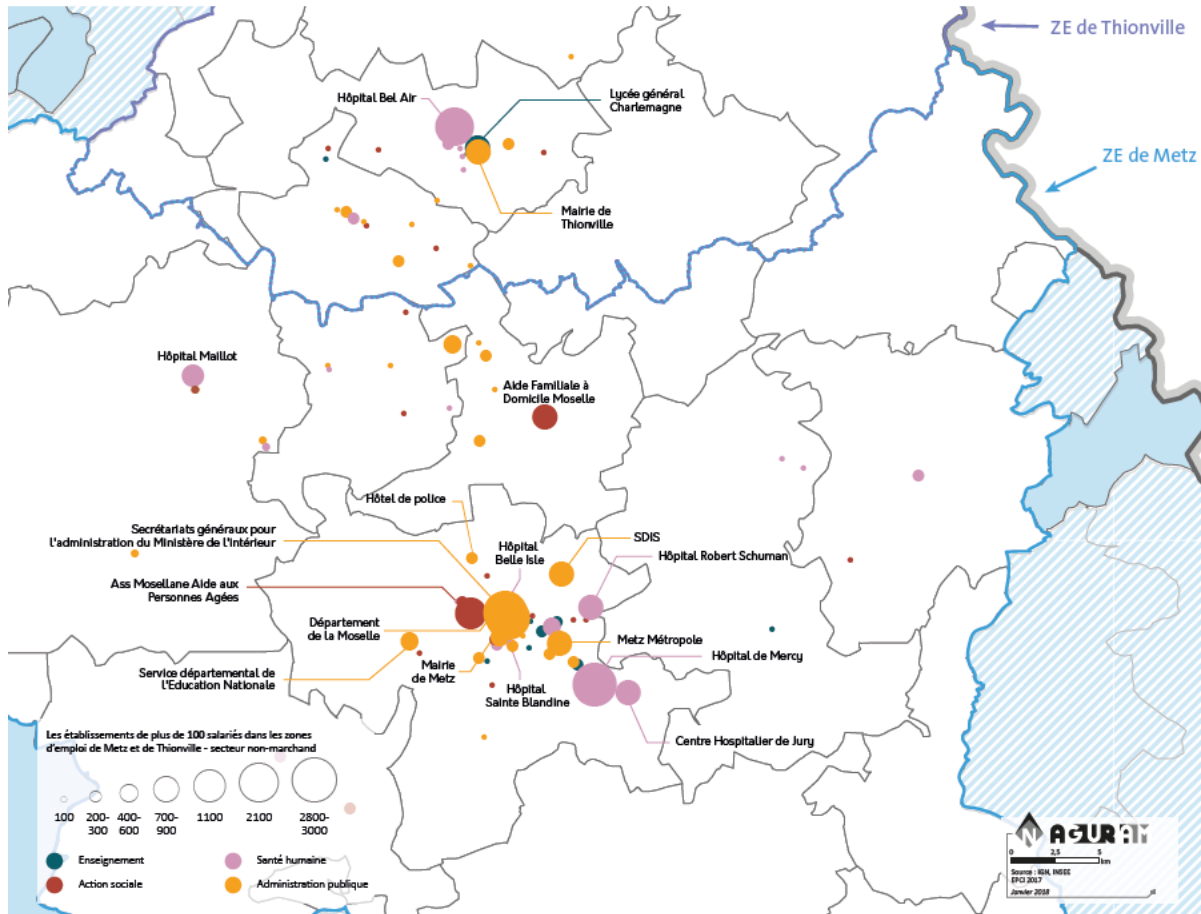 ZE de Thionville
Hôpital Bel Air
Lycée général
Charlemagne
ZE de Metz
Mairie de
Thionville
Hôpital Maillot
Aide Familiale à
Domicile Moselle
Hôtel de police
Secrétariats généraux pour
l'administration du Ministère de l'Intérieur
Hôpital
Belle Isle
SDIS
Hôpital Robert Schuman
Ass Mosellane Aide aux
Personnes Agées
Département
de la Moselle
Metz Métropole
Mairie
de Metz
Hôpital de Mercy
Service départemental de
l'Education Nationale
Hôpital
Sainte Blandine
Centre Hospitalier de Jury
Les établissements de plus de 100 salariés dans les zones
d'emploi de Metz et de Thionville - secteur non-marchand
100 200-300 400-600 700-900 1100 2100 2800-3000
Enseignement
Santé humaine
Action sociale
Administration publique
N AGURAM
0 2,5 5
km
Source : IGN, INSEE
EPCI 2017
Janvier 2018